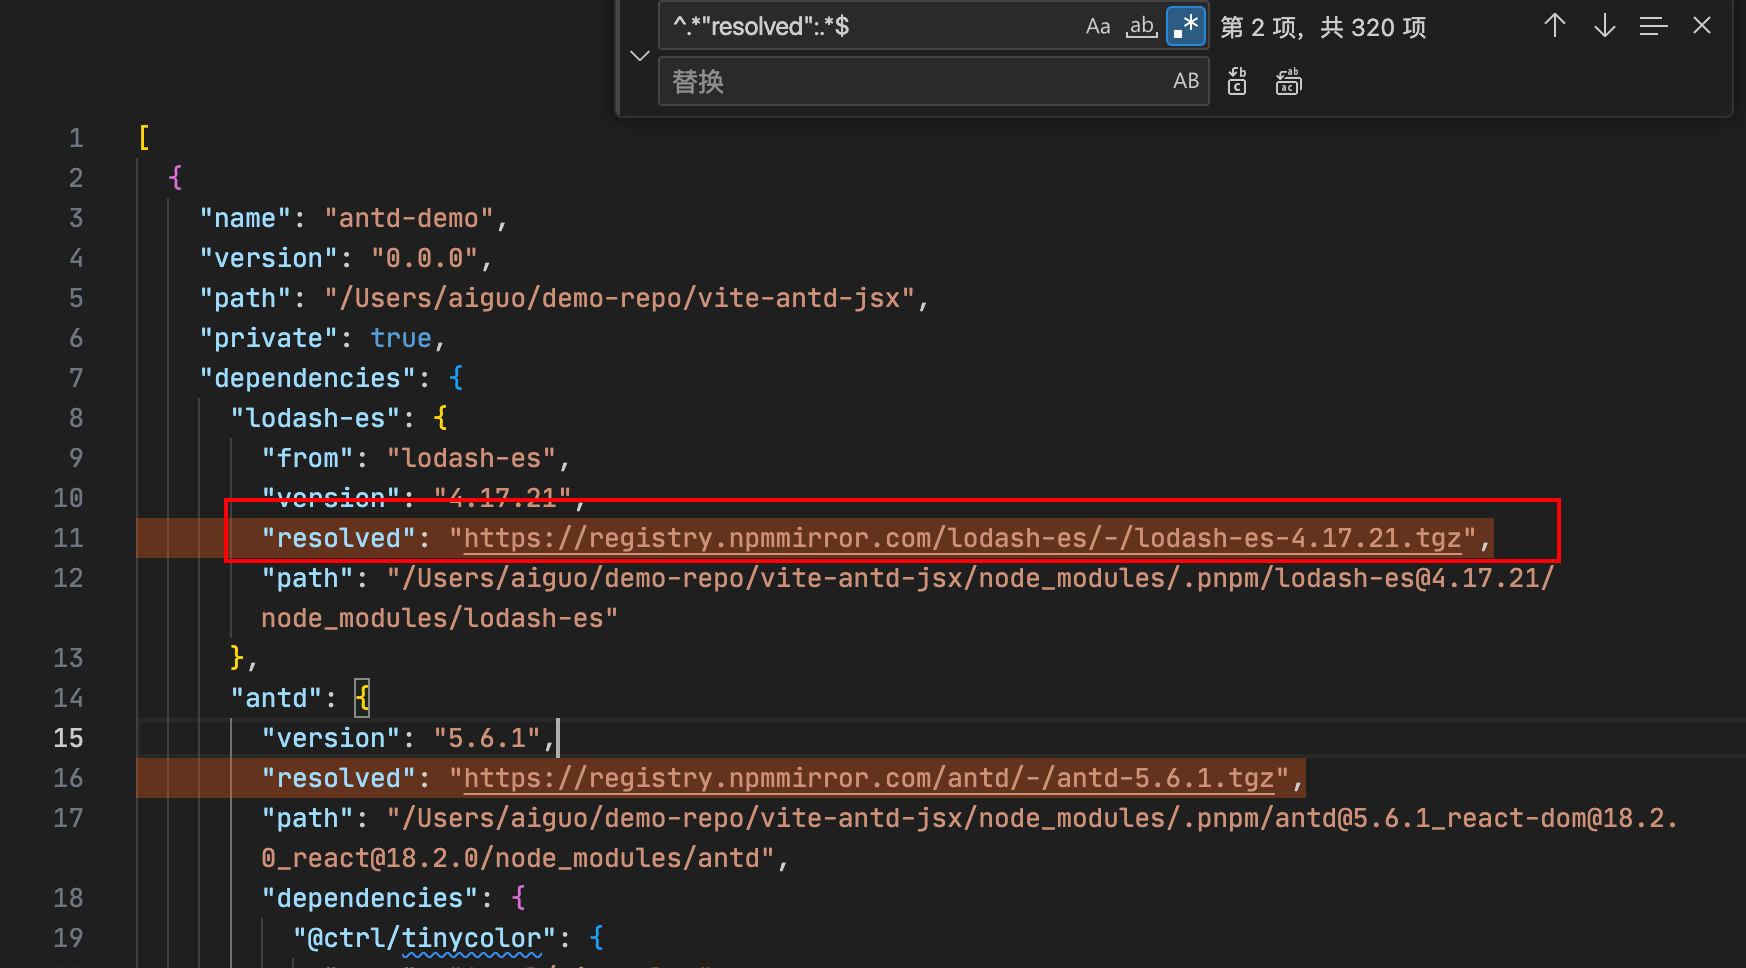 ^.*"resolved":.*$ Aa ab .* 第 2 项，共 320 项
替换 AB
1 [
2 {
3 "name": "antd-demo",
4 "version": "0.0.0",
5 "path": "/Users/aiguo/demo-repo/vite-antd-jsx",
6 "private": true,
7 "dependencies": {
8 "lodash-es": {
9 "from": "lodash-es",
10 "version": "4.17.21",
11 "resolved": "https://registry.npmmirror.com/lodash-es/-/lodash-es-4.17.21.tgz",
12 "path": "/Users/aiguo/demo-repo/vite-antd-jsx/node_modules/.pnpm/lodash-es@4.17.21/
node_modules/lodash-es"
13 },
14 "antd": {
15 "version": "5.6.1",
16 "resolved": "https://registry.npmmirror.com/antd/-/antd-5.6.1.tgz",
17 "path": "/Users/aiguo/demo-repo/vite-antd-jsx/node_modules/.pnpm/antd@5.6.1_react-dom@18.2.
0_react@18.2.0/node_modules/antd",
18 "dependencies": {
19 "@ctrl/tinycolor": {